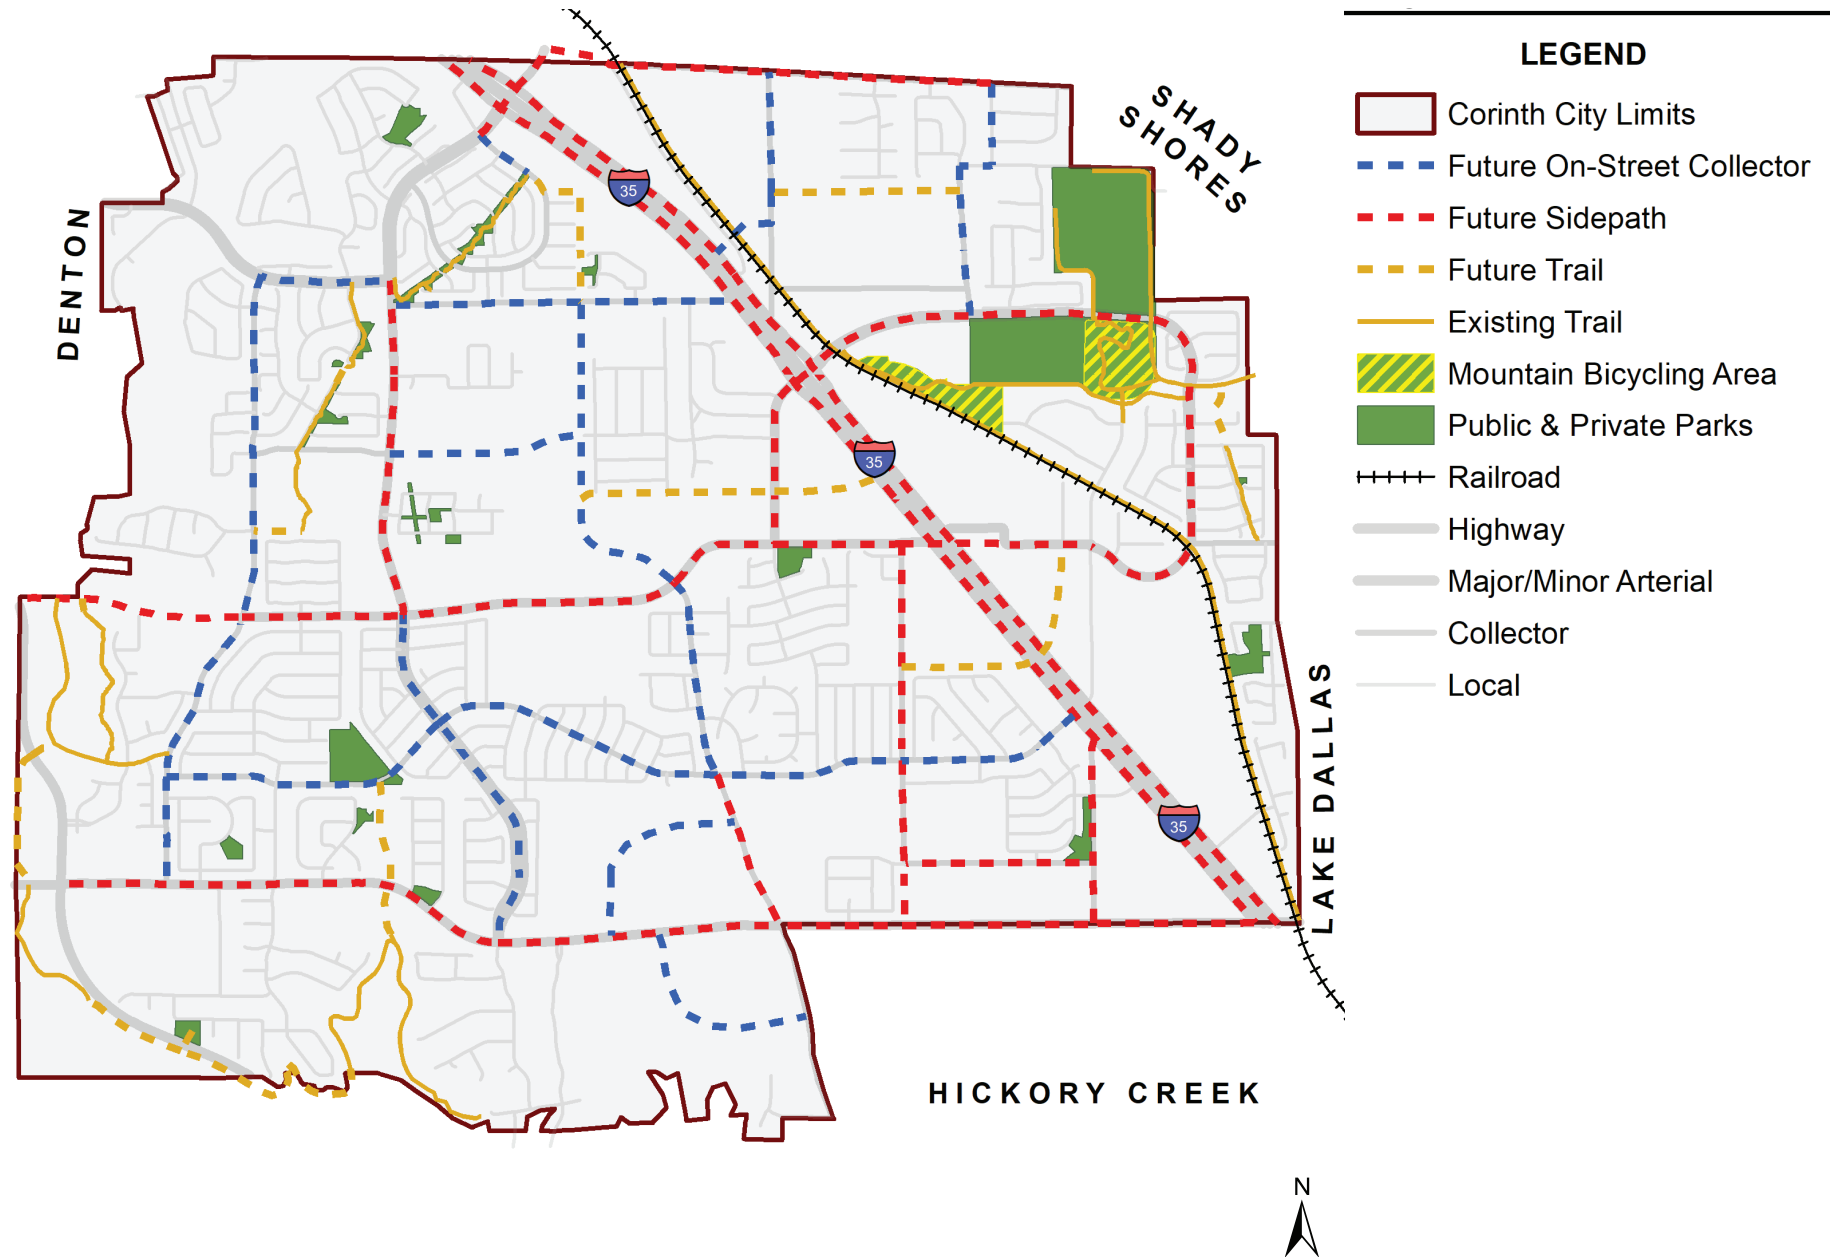 LEGEND
Corinth City Limits
Future On-Street Collector
Future Sidepath
Future Trail
Existing Trail
Mountain Bicycling Area
Public & Private Parks
Railroad
Highway
Major/Minor Arterial
Collector
Local
SHADY
SHORES
DENTON
35
35
35
LAKE DALLAS
HICKORY CREEK
N